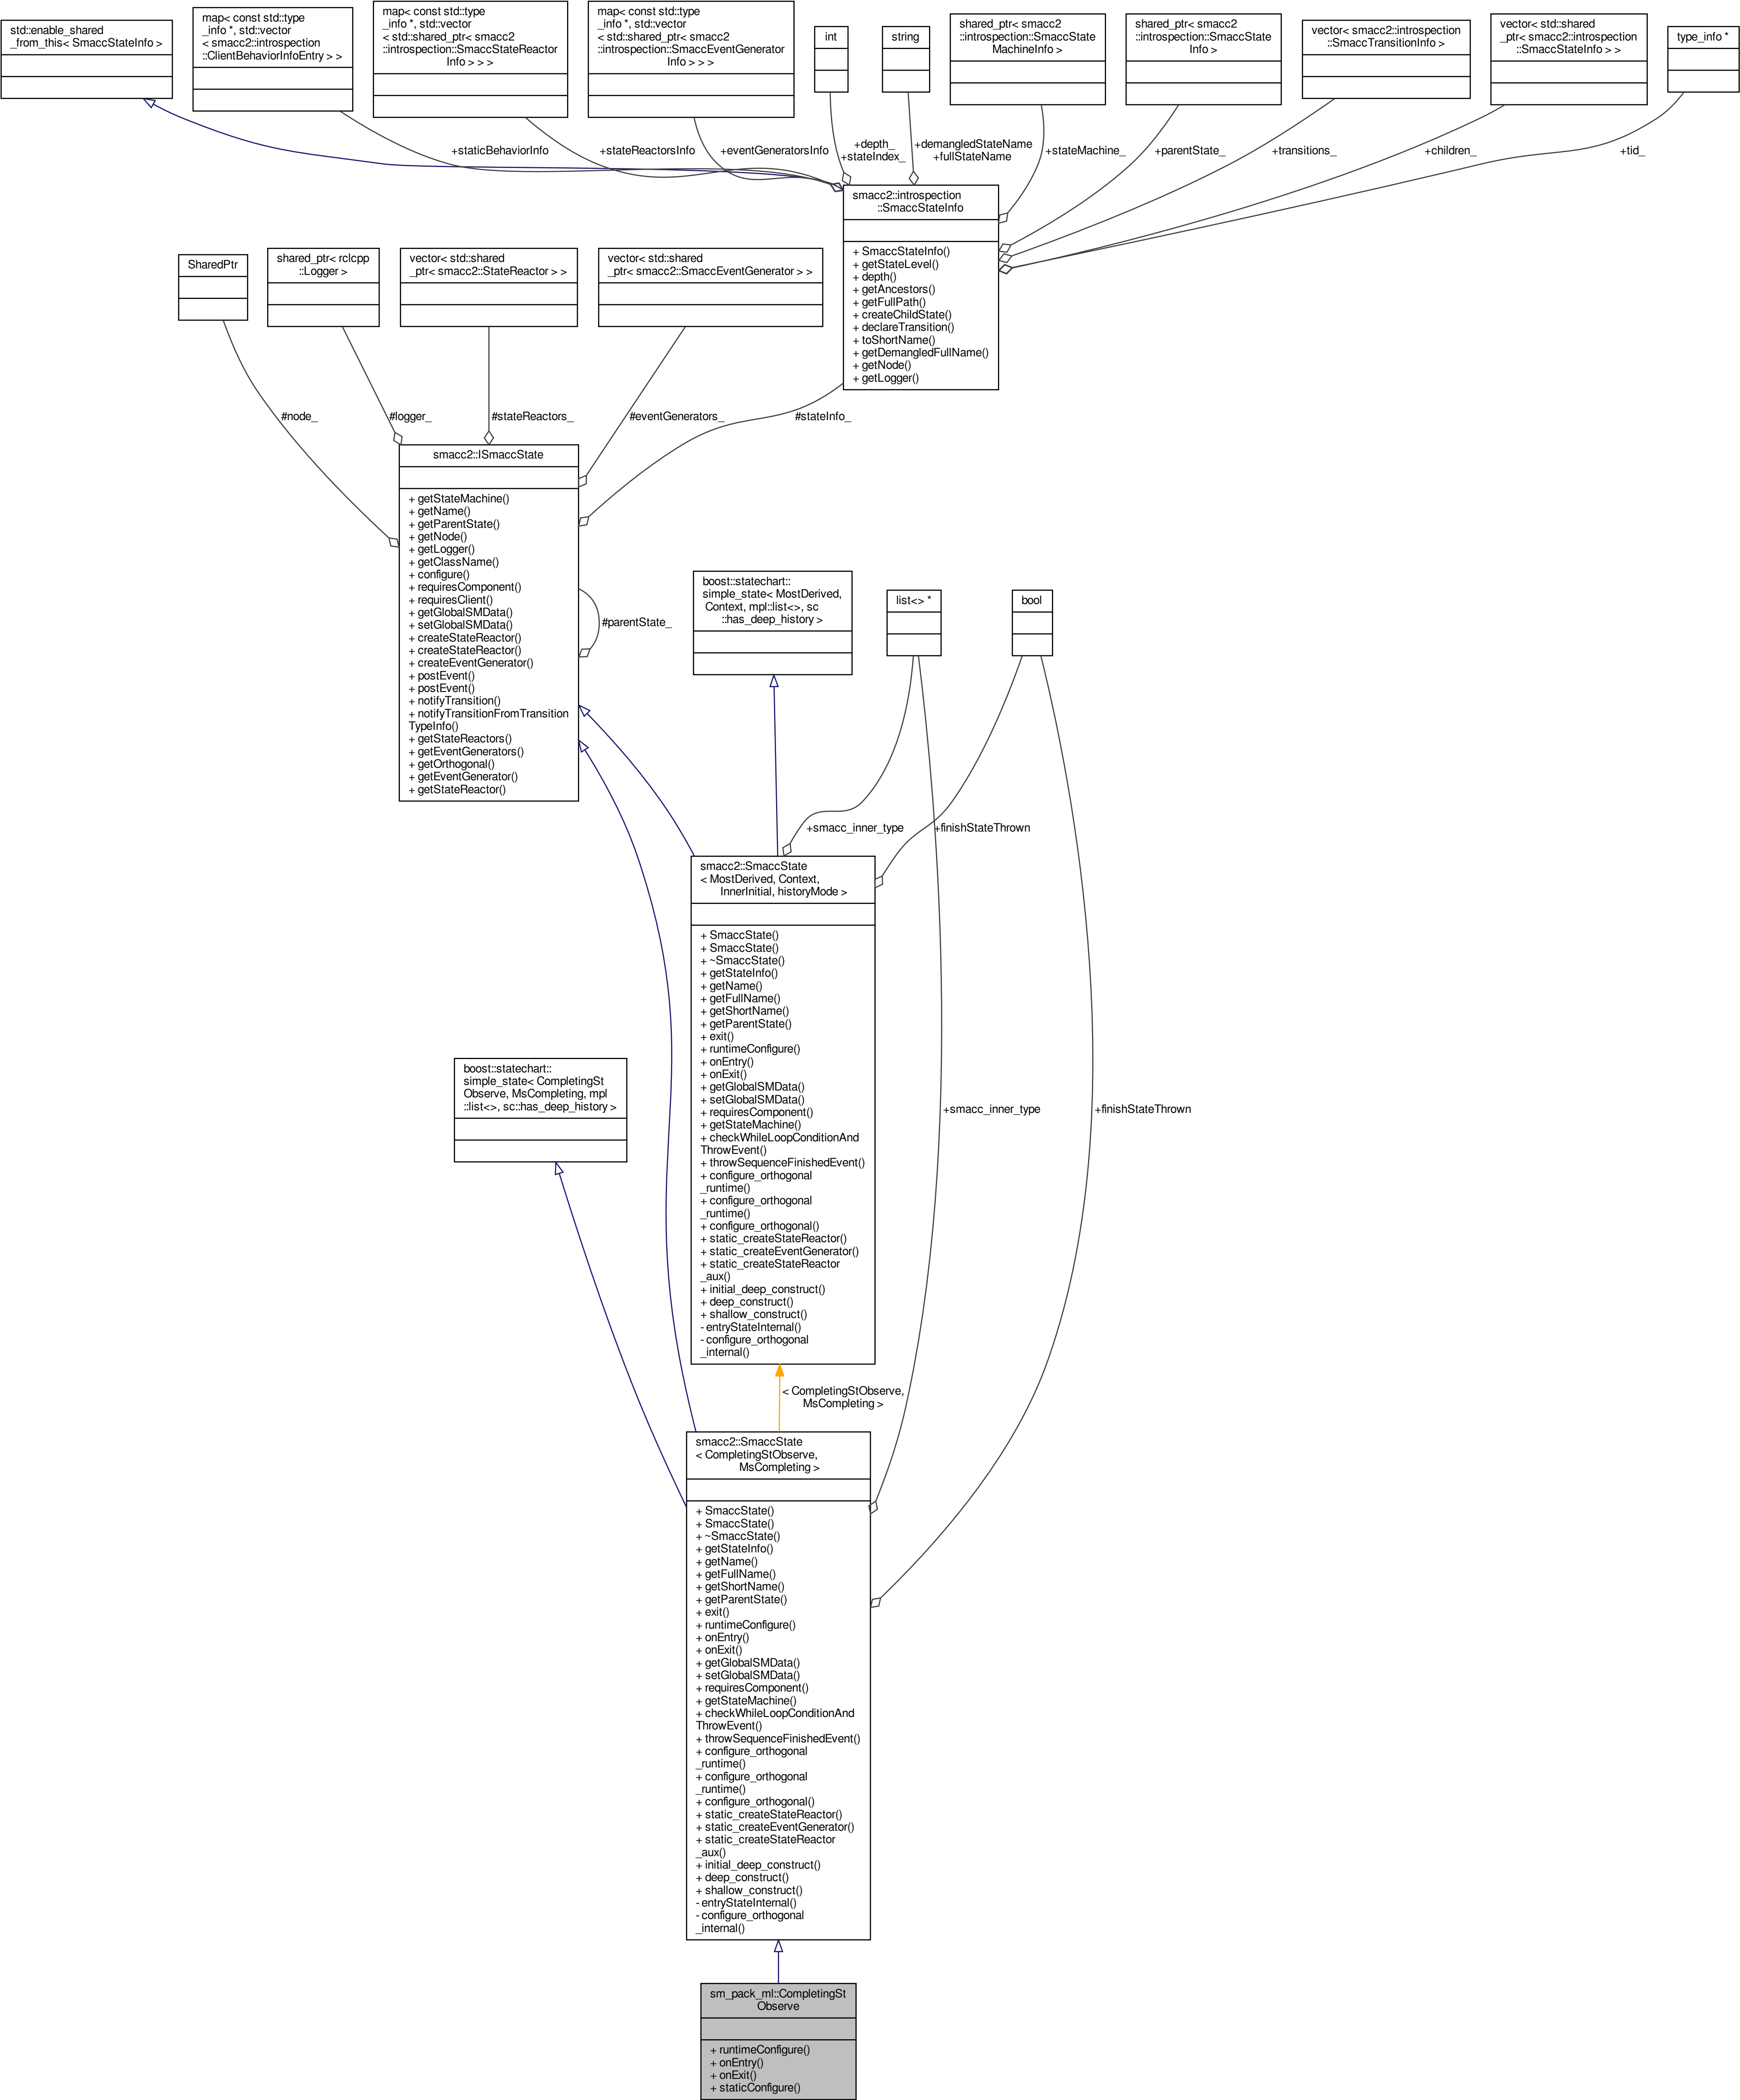 std::enable_shared
_from_this< SmaccStateInfo >
map< const std::type
_info *, std::vector
< smacc2::introspection
::ClientBehaviorInfoEntry > >
map< const std::type
_info *, std::vector
< std::shared_ptr< smacc2
::introspection::SmaccStateReactor
Info > > >
map< const std::type
_info *, std::vector
< std::shared_ptr< smacc2
::introspection::SmaccEventGenerator
Info > > >
int
string
shared_ptr< smacc2
::introspection::SmaccState
MachineInfo >
shared_ptr< smacc2
::introspection::SmaccState
Info >
vector< smacc2::introspection
::SmaccTransitionInfo >
vector< std::shared
_ptr< smacc2::introspection
::SmaccStateInfo > >
type_info *
+staticBehaviorInfo
+stateReactorsInfo
+eventGeneratorsInfo
+depth_
+stateIndex_
+demangledStateName
+fullStateName
+stateMachine_
+parentState_
+transitions_
+children_
+tid_
smacc2::introspection
::SmaccStateInfo
+ SmaccStateInfo()
+ getStateLevel()
+ depth()
+ getAncestors()
+ getFullPath()
+ createChildState()
+ declareTransition()
+ toShortName()
+ getDemangledFullName()
+ getNode()
+ getLogger()
SharedPtr
shared_ptr< rclcpp
::Logger >
vector< std::shared
_ptr< smacc2::StateReactor > >
vector< std::shared
_ptr< smacc2::SmaccEventGenerator > >
#node_
#logger_
#stateReactors_
#eventGenerators_
#stateInfo_
smacc2::ISmaccState
+ getStateMachine()
+ getName()
+ getParentState()
+ getNode()
+ getLogger()
+ getClassName()
+ configure()
+ requiresComponent()
+ requiresClient()
+ getGlobalSMData()
+ setGlobalSMData()
+ createStateReactor()
+ createStateReactor()
+ createEventGenerator()
+ postEvent()
+ postEvent()
+ notifyTransition()
+ notifyTransitionFromTransition
TypeInfo()
+ getStateReactors()
+ getEventGenerators()
+ getOrthogonal()
+ getEventGenerator()
+ getStateReactor()
#parentState_
boost::statechart::
simple_state< MostDerived,
Context, mpl::list<>, sc
::has_deep_history >
list<> *
bool
+smacc_inner_type
+finishStateThrown
smacc2::SmaccState
< MostDerived, Context,
InnerInitial, historyMode >
+ SmaccState()
+ SmaccState()
+ ~SmaccState()
+ getStateInfo()
+ getName()
+ getFullName()
+ getShortName()
+ getParentState()
+ exit()
+ runtimeConfigure()
+ onEntry()
+ onExit()
+ getGlobalSMData()
+ setGlobalSMData()
+ requiresComponent()
+ getStateMachine()
+ checkWhileLoopConditionAnd
ThrowEvent()
+ throwSequenceFinishedEvent()
+ configure_orthogonal
_runtime()
+ configure_orthogonal
_runtime()
+ configure_orthogonal()
+ static_createStateReactor()
+ static_createEventGenerator()
+ static_createStateReactor
_aux()
+ initial_deep_construct()
+ deep_construct()
+ shallow_construct()
- entryStateInternal()
- configure_orthogonal
_internal()
boost::statechart::
simple_state< CompletingSt
Observe, MsCompleting, mpl
::list<>, sc::has_deep_history >
+smacc_inner_type
+finishStateThrown
< CompletingStObserve,
MsCompleting >
smacc2::SmaccState
< CompletingStObserve,
MsCompleting >
+ SmaccState()
+ SmaccState()
+ ~SmaccState()
+ getStateInfo()
+ getName()
+ getFullName()
+ getShortName()
+ getParentState()
+ exit()
+ runtimeConfigure()
+ onEntry()
+ onExit()
+ getGlobalSMData()
+ setGlobalSMData()
+ requiresComponent()
+ getStateMachine()
+ checkWhileLoopConditionAnd
ThrowEvent()
+ throwSequenceFinishedEvent()
+ configure_orthogonal
_runtime()
+ configure_orthogonal
_runtime()
+ configure_orthogonal()
+ static_createStateReactor()
+ static_createEventGenerator()
+ static_createStateReactor
_aux()
+ initial_deep_construct()
+ deep_construct()
+ shallow_construct()
- entryStateInternal()
- configure_orthogonal
_internal()
sm_pack_ml::CompletingSt
Observe
+ runtimeConfigure()
+ onEntry()
+ onExit()
+ staticConfigure()